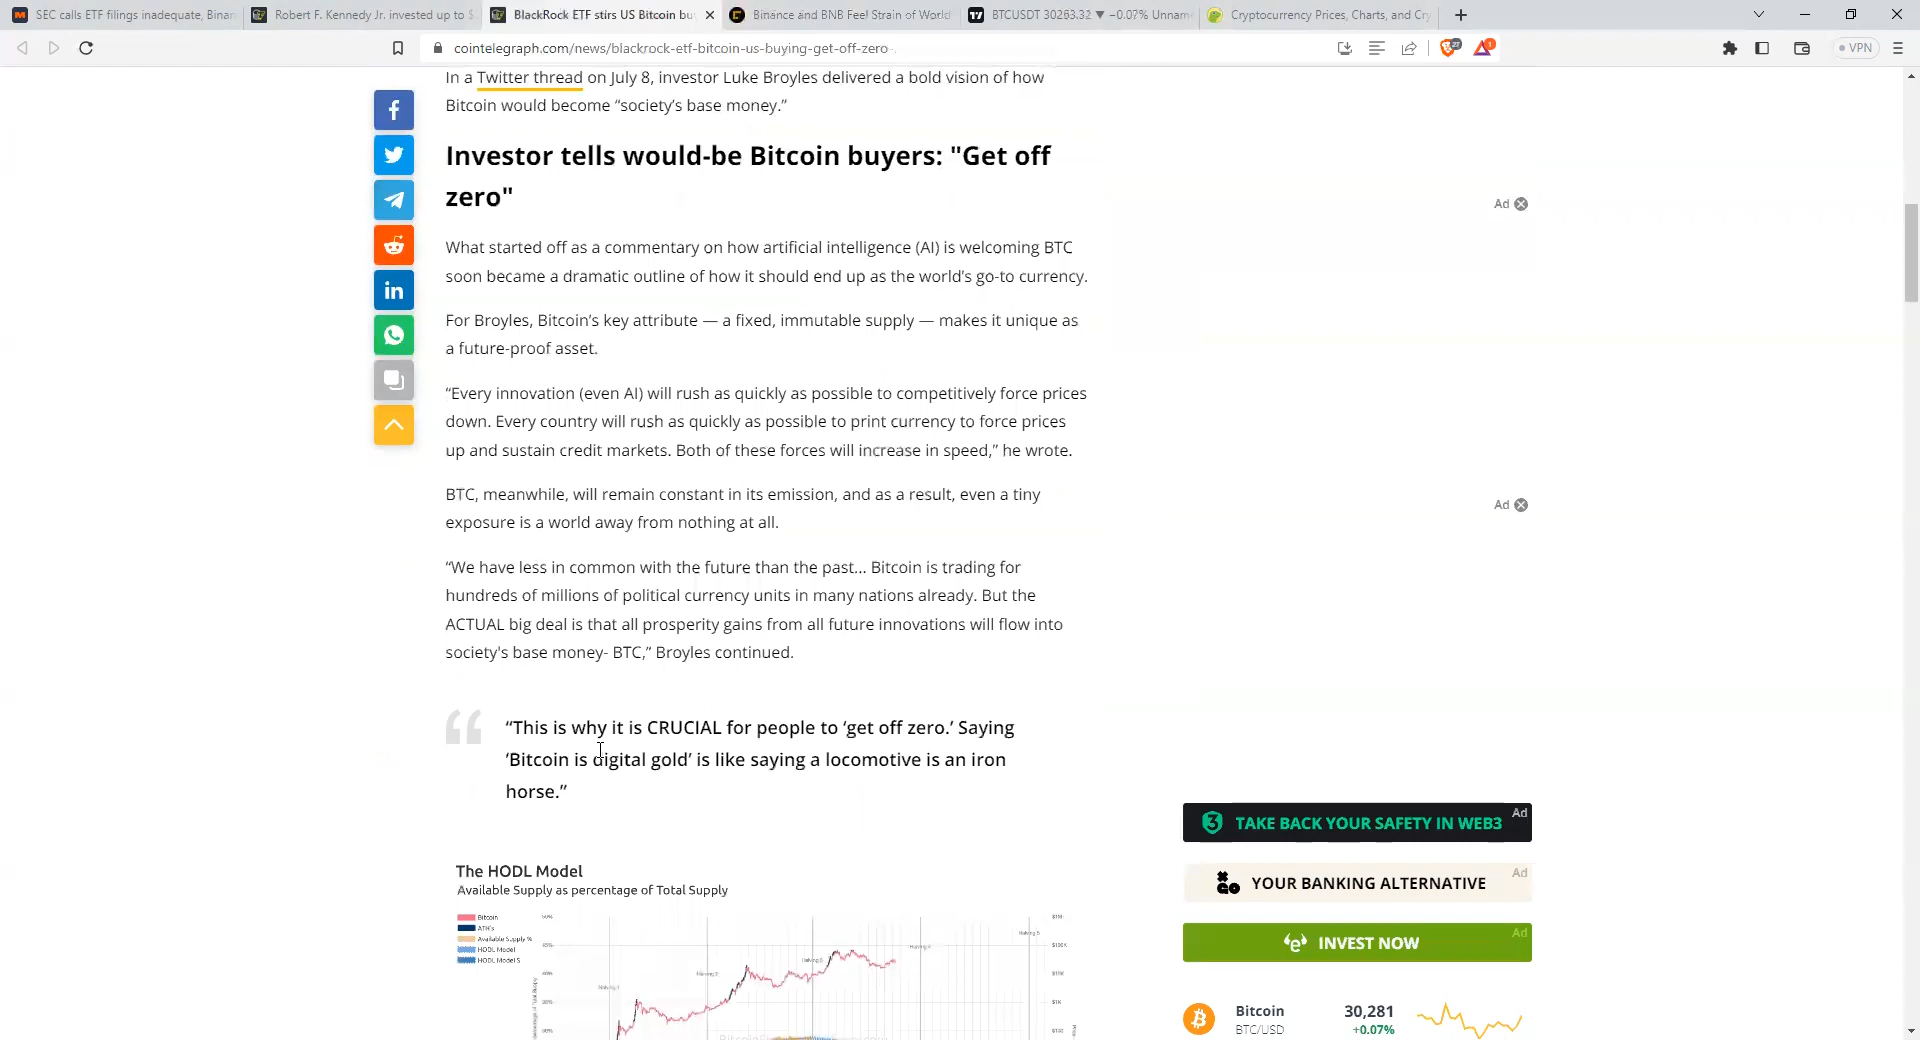 SEC calls ETF filings inadequate, Binan
Robert F. Kennedy Jr. invested up to $
BlackRock ETF stirs US Bitcoin bu
Binance and BNB Feel Strain of World
BTCUSDT 30263.32 ▼ −0.07% Unnam
Cryptocurrency Prices, Charts, and Cry
cointelegraph.com/news/blackrock-etf-bitcoin-us-buying-get-off-zero
27
1
VPN
In a Twitter thread on July 8, investor Luke Broyles delivered a bold vision of how
Bitcoin would become “society’s base money.”
Investor tells would-be Bitcoin buyers: "Get off
zero"
What started off as a commentary on how artificial intelligence (AI) is welcoming BTC
soon became a dramatic outline of how it should end up as the world’s go-to currency.
For Broyles, Bitcoin’s key attribute — a fixed, immutable supply — makes it unique as
a future-proof asset.
“Every innovation (even AI) will rush as quickly as possible to competitively force prices
down. Every country will rush as quickly as possible to print currency to force prices
up and sustain credit markets. Both of these forces will increase in speed,” he wrote.
BTC, meanwhile, will remain constant in its emission, and as a result, even a tiny
exposure is a world away from nothing at all.
“We have less in common with the future than the past... Bitcoin is trading for
hundreds of millions of political currency units in many nations already. But the
ACTUAL big deal is that all prosperity gains from all future innovations will flow into
society's base money- BTC,” Broyles continued.
“This is why it is CRUCIAL for people to ‘get off zero.’ Saying
‘Bitcoin is digital gold’ is like saying a locomotive is an iron
horse.”
The HODL Model
Available Supply as percentage of Total Supply
Bitcoin
ATH's
Available Supply %
HODL Model
HODL Model S
Ad
Ad
TAKE BACK YOUR SAFETY IN WEB3
Ad
YOUR BANKING ALTERNATIVE
Ad
INVEST NOW
Ad
Bitcoin 30,281
BTC/USD +0.07%